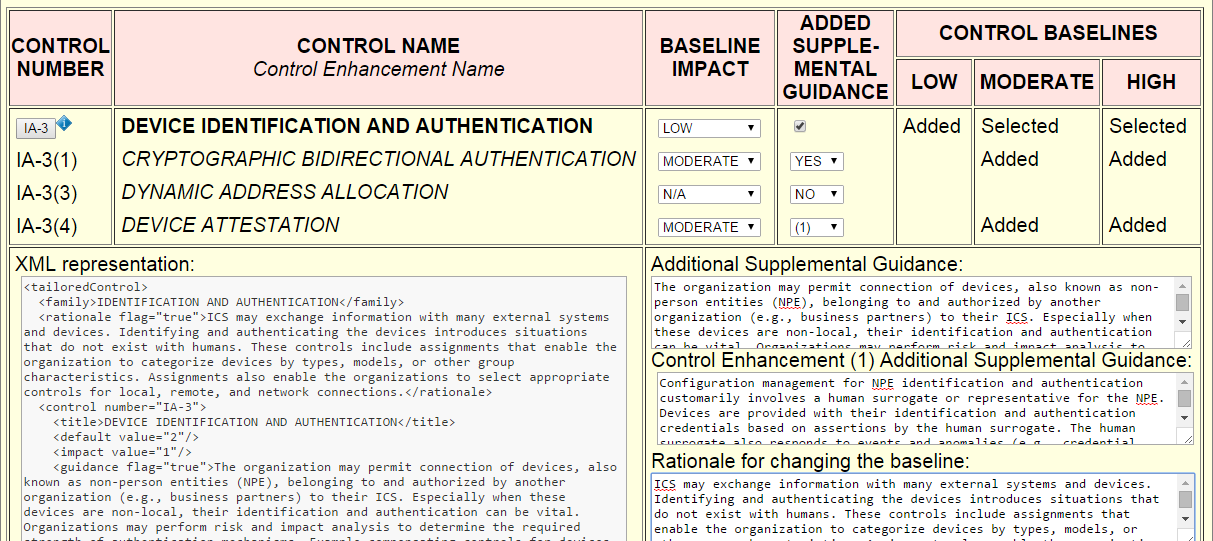 CONTROL NUMBER
CONTROL NAME
Control Enhancement Name
BASELINE IMPACT
ADDED SUPPLE-MENTAL GUIDANCE
CONTROL BASELINES
LOW MODERATE HIGH
IA-3 i DEVICE IDENTIFICATION AND AUTHENTICATION LOW Added Selected Selected
IA-3(1) CRYPTOGRAPHIC BIDIRECTIONAL AUTHENTICATION MODERATE YES Added Added
IA-3(3) DYNAMIC ADDRESS ALLOCATION N/A NO
IA-3(4) DEVICE ATTESTATION MODERATE (1) Added Added
XML representation:
<tailoredControl>
<family>IDENTIFICATION AND AUTHENTICATION</family>
<rationale flag="true">ICS may exchange information with many external systems
and devices. Identifying and authenticating the devices introduces situations
that do not exist with humans. These controls include assignments that enable the
organization to categorize devices by types, models, or other group
characteristics. Assignments also enable the organizations to select appropriate
controls for local, remote, and network connections.</rationale>
<control number="IA-3">
<title>DEVICE IDENTIFICATION AND AUTHENTICATION</title>
<default value="2"/>
<impact value="1"/>
<guidance flag="true">The organization may permit connection of devices, also
known as non-person entities (NPE), belonging to and authorized by another
organization (e.g., business partners) to their ICS. Especially when these
devices are non-local, their identification and authentication can be vital.
Organizations may perform risk and impact analysis to determine the required
strength of authentication mechanisms. Example compensating controls for devices
Additional Supplemental Guidance:
The organization may permit connection of devices, also known as non-
person entities (NPE), belonging to and authorized by another
organization (e.g., business partners) to their ICS. Especially when
these devices are non-local, their identification and authentication
can be vital. Organizations may perform risk and impact analysis to
Control Enhancement (1) Additional Supplemental Guidance:
Configuration management for NPE identification and authentication
customarily involves a human surrogate or representative for the NPE.
Devices are provided with their identification and authentication
credentials based on assertions by the human surrogate. The human
surrogate also responds to events and anomalies (e.g., credential
Rationale for changing the baseline:
ICS may exchange information with many external systems and devices.
Identifying and authenticating the devices introduces situations that
do not exist with humans. These controls include assignments that
enable the organization to categorize devices by types, models, or